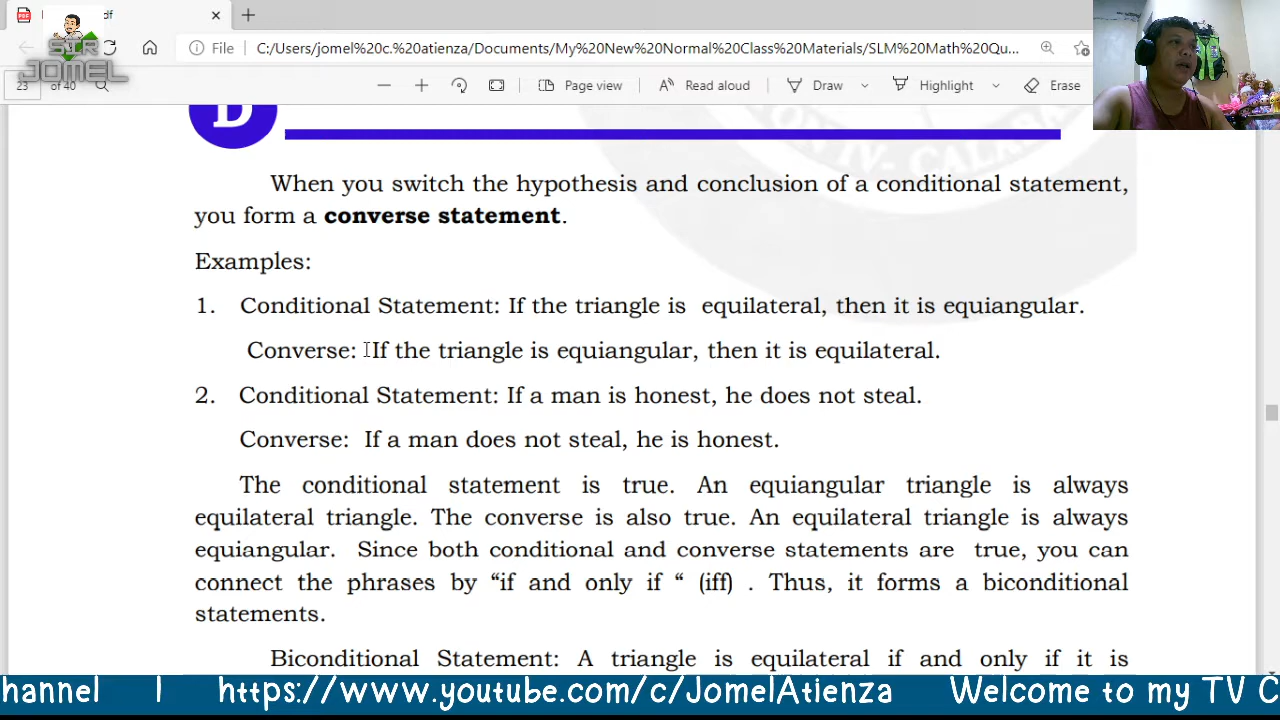 df
File
C:/Users/jomel%20c.%20atienza/Documents/My%20New%20Normal%20Class%20Materials/SLM%20Math%20Qu...
SIR
JOMEL
23 of 40
Page view
Read aloud
Draw
Highlight
Erase
D
ON IV- CALABR
When you switch the hypothesis and conclusion of a conditional statement,
you form a converse statement.
Examples:
1. Conditional Statement: If the triangle is equilateral, then it is equiangular.
Converse: If the triangle is equiangular, then it is equilateral.
2. Conditional Statement: If a man is honest, he does not steal.
Converse: If a man does not steal, he is honest.
The conditional statement is true. An equiangular triangle is always
equilateral triangle. The converse is also true. An equilateral triangle is always
equiangular. Since both conditional and converse statements are true, you can
connect the phrases by “if and only if “ (iff) . Thus, it forms a biconditional
statements.
Biconditional Statement: A triangle is equilateral if and only if it is
hannel | https://www.youtube.com/c/JomelAtienza Welcome to my TV C